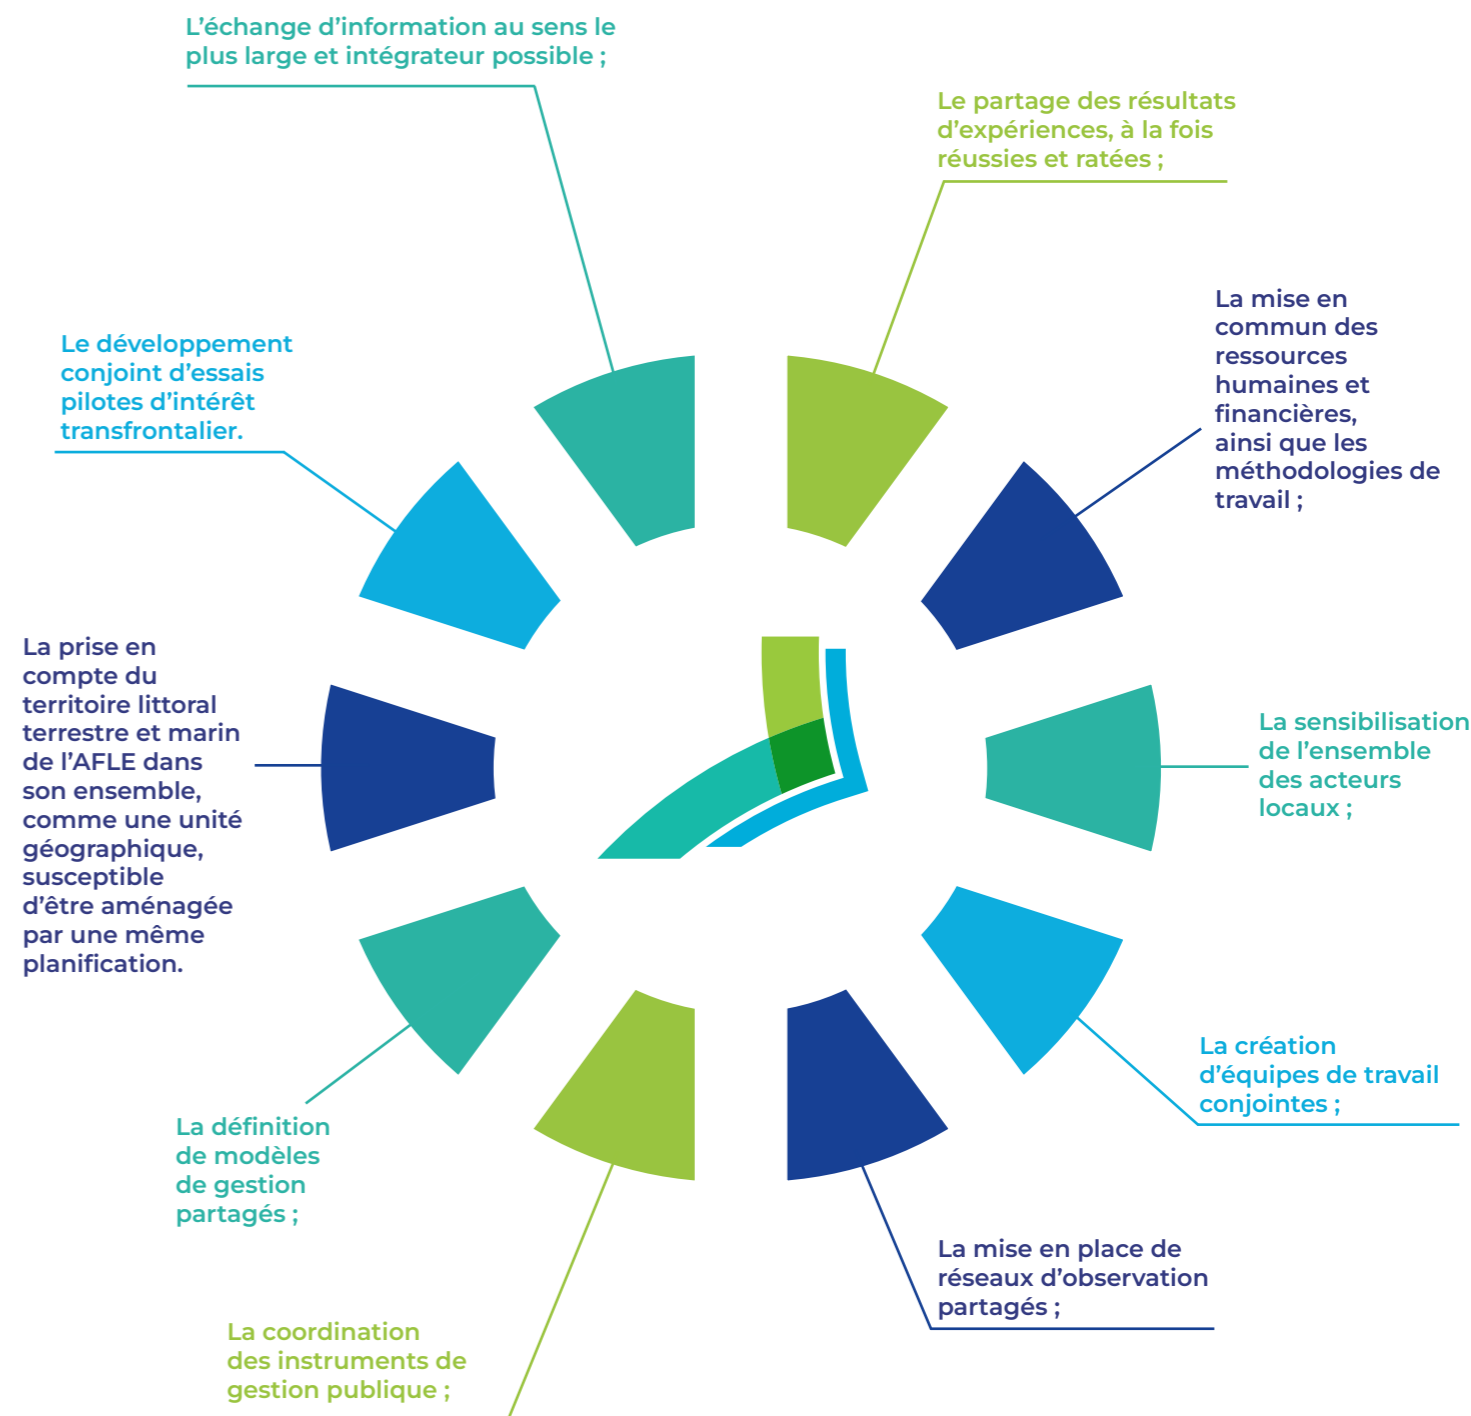 L’échange d’information au sens le
plus large et intégrateur possible ;
Le partage des résultats
d’expériences, à la fois
réussies et ratées ;
La mise en
commun des
ressources
humaines et
financières,
ainsi que les
méthodologies de
travail ;
La sensibilisation
de l’ensemble
des acteurs
locaux ;
La création
d’équipes de travail
conjointes ;
La mise en place de
réseaux d’observation
partagés ;
La coordination
des instruments de
gestion publique ;
La définition
de modèles
de gestion
partagés ;
La prise en
compte du
territoire littoral
terrestre et marin
de l’AFLE dans
son ensemble,
comme une unité
géographique,
susceptible
d’être aménagée
par une même
planification.
Le développement
conjoint d’essais
pilotes d’intérêt
transfrontalier.